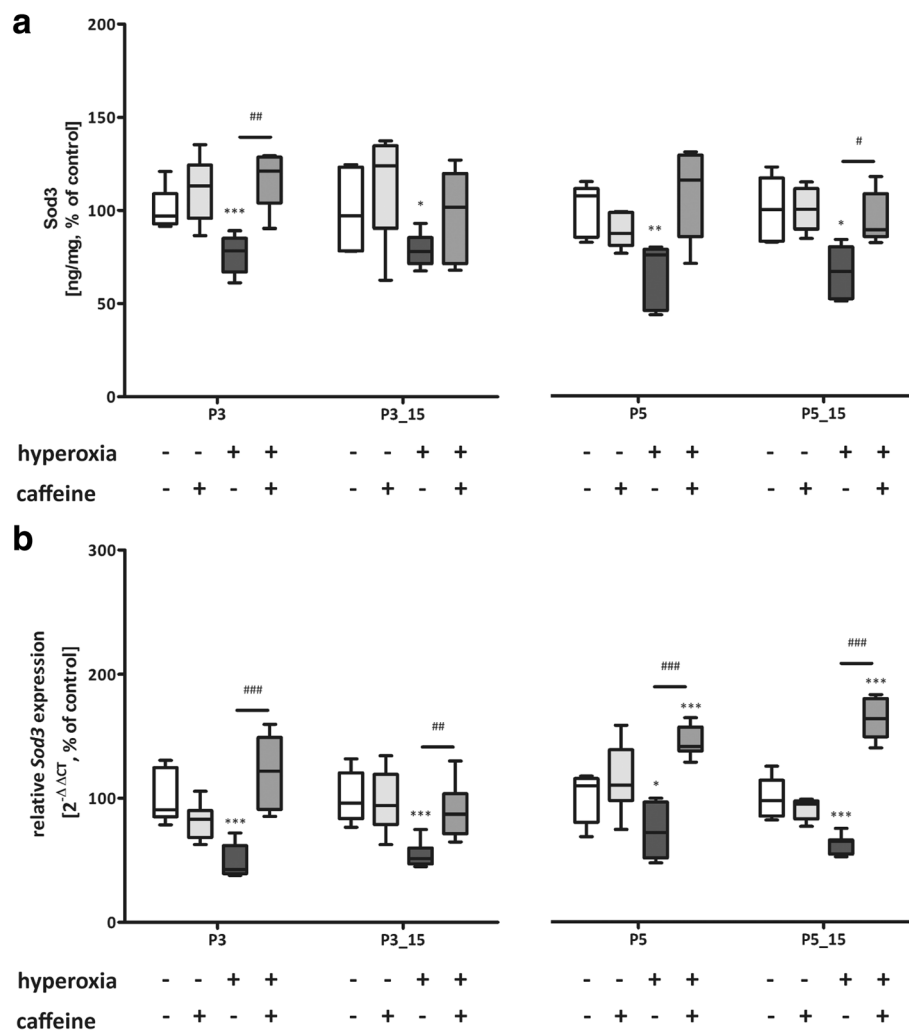 a
200
150
100
50
0
Sod3
[ng/mg, % of control]
##
***
*
**
#
*
P3 P3_15 P5 P5_15
hyperoxia - - + + - - + + - - + + - - + +
caffeine - + - + - + - + - + - + - + - +
b
300
200
100
0
relative Sod3 expression
[2^-Δ ΔCT, % of control]
###
***
##
***
###
***
*
###
***
***
P3 P3_15 P5 P5_15
hyperoxia - - + + - - + + - - + + - - + +
caffeine - + - + - + - + - + - + - + - +